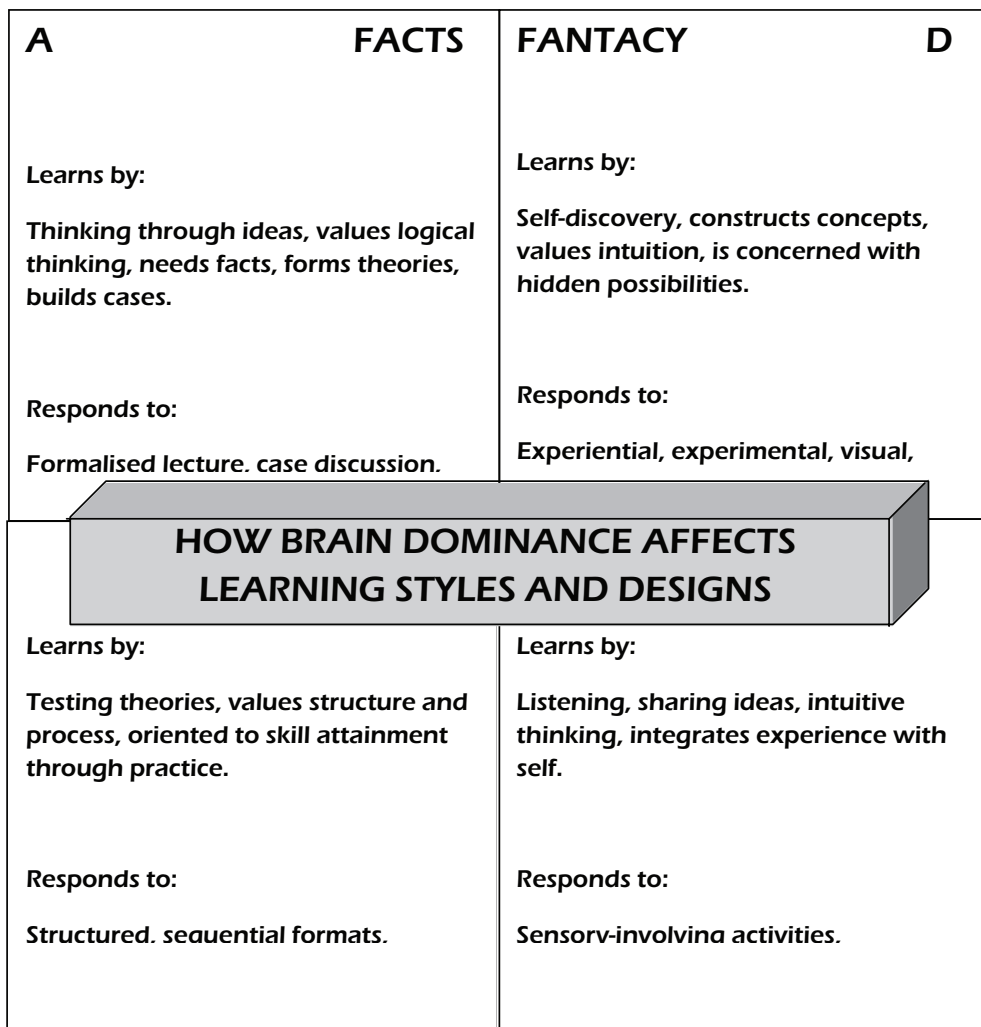 A FACTS
Learns by:
Thinking through ideas, values logical
thinking, needs facts, forms theories,
builds cases.
Responds to:
Formalised lecture, case discussion,
FANTACY D
Learns by:
Self-discovery, constructs concepts,
values intuition, is concerned with
hidden possibilities.
Responds to:
Experiential, experimental, visual,
HOW BRAIN DOMINANCE AFFECTS
LEARNING STYLES AND DESIGNS
Learns by:
Testing theories, values structure and
process, oriented to skill attainment
through practice.
Responds to:
Structured, sequential formats,
Learns by:
Listening, sharing ideas, intuitive
thinking, integrates experience with
self.
Responds to:
Sensory-involving activities,